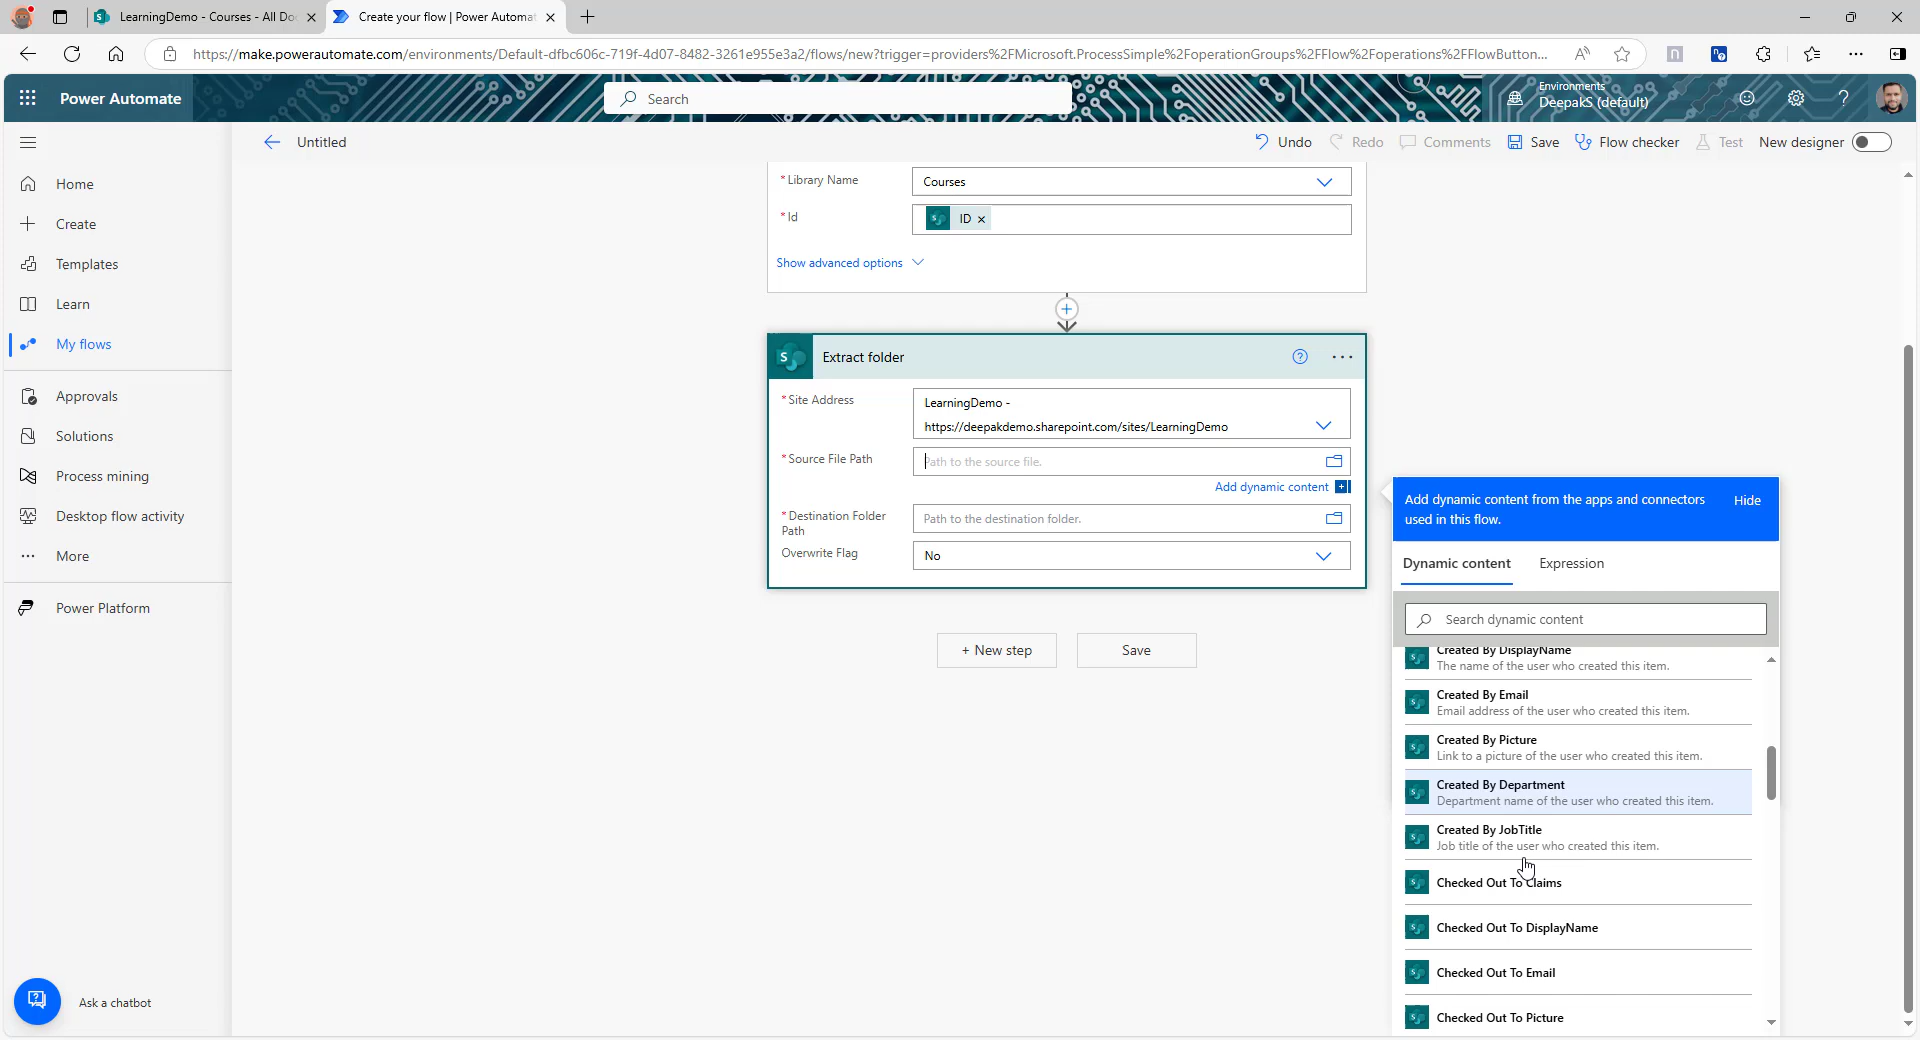 LearningDemo - Courses - All Do
Create your flow | Power Automat
https://make.powerautomate.com/environments/Default-dfbc606c-719f-4d07-8482-3261e955e3a2/flows/new?trigger=providers%2FMicrosoft.ProcessSimple%2FoperationGroups%2FFlow%2Foperations%2FFlowButton...
Power Automate
Search
Environments
DeepakS (default)
Untitled
Undo
Redo
Comments
Save
Flow checker
Test
New designer
Home
Create
Templates
Learn
My flows
Approvals
Solutions
Process mining
Desktop flow activity
More
Power Platform
Ask a chatbot
* Library Name
Courses
* Id
ID
Show advanced options
Extract folder
* Site Address
LearningDemo -
https://deepakdemo.sharepoint.com/sites/LearningDemo
* Source File Path
Path to the source file.
Add dynamic content
* Destination Folder
Path
Path to the destination folder.
Overwrite Flag
No
+ New step
Save
Add dynamic content from the apps and connectors
used in this flow.
Hide
Dynamic content
Expression
Search dynamic content
Created By DisplayName
The name of the user who created this item.
Created By Email
Email address of the user who created this item.
Created By Picture
Link to a picture of the user who created this item.
Created By Department
Department name of the user who created this item.
Created By JobTitle
Job title of the user who created this item.
Checked Out To Claims
Checked Out To DisplayName
Checked Out To Email
Checked Out To Picture